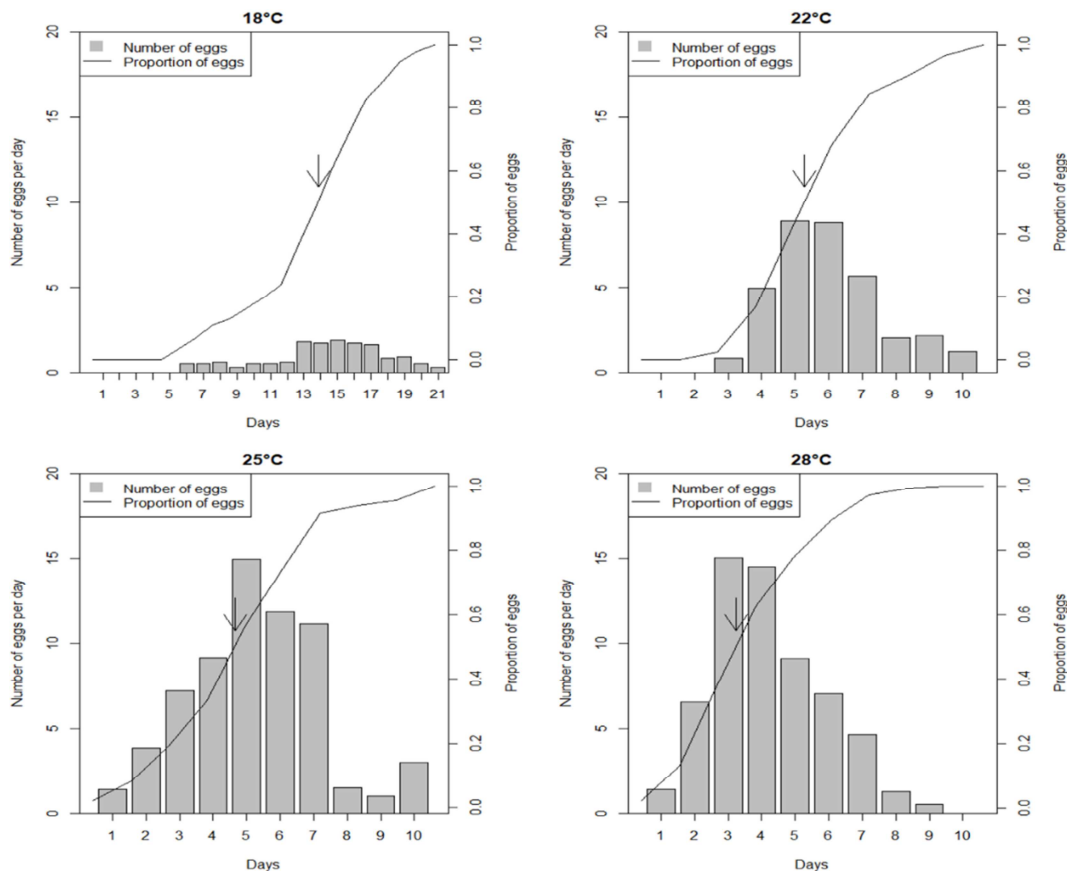 18°C
Number of eggs
Proportion of eggs
Number of eggs per day
0 5 10 15 20
Proportion of eggs
0.0 0.2 0.4 0.6 0.8 1.0
1 3 5 7 9 11 13 15 17 19 21
Days
22°C
Number of eggs
Proportion of eggs
Number of eggs per day
0 5 10 15 20
Proportion of eggs
0.0 0.2 0.4 0.6 0.8 1.0
1 2 3 4 5 6 7 8 9 10
Days
25°C
Number of eggs
Proportion of eggs
Number of eggs per day
0 5 10 15 20
Proportion of eggs
0.0 0.2 0.4 0.6 0.8 1.0
1 2 3 4 5 6 7 8 9 10
Days
28°C
Number of eggs
Proportion of eggs
Number of eggs per day
0 5 10 15 20
Proportion of eggs
0.0 0.2 0.4 0.6 0.8 1.0
1 2 3 4 5 6 7 8 9 10
Days